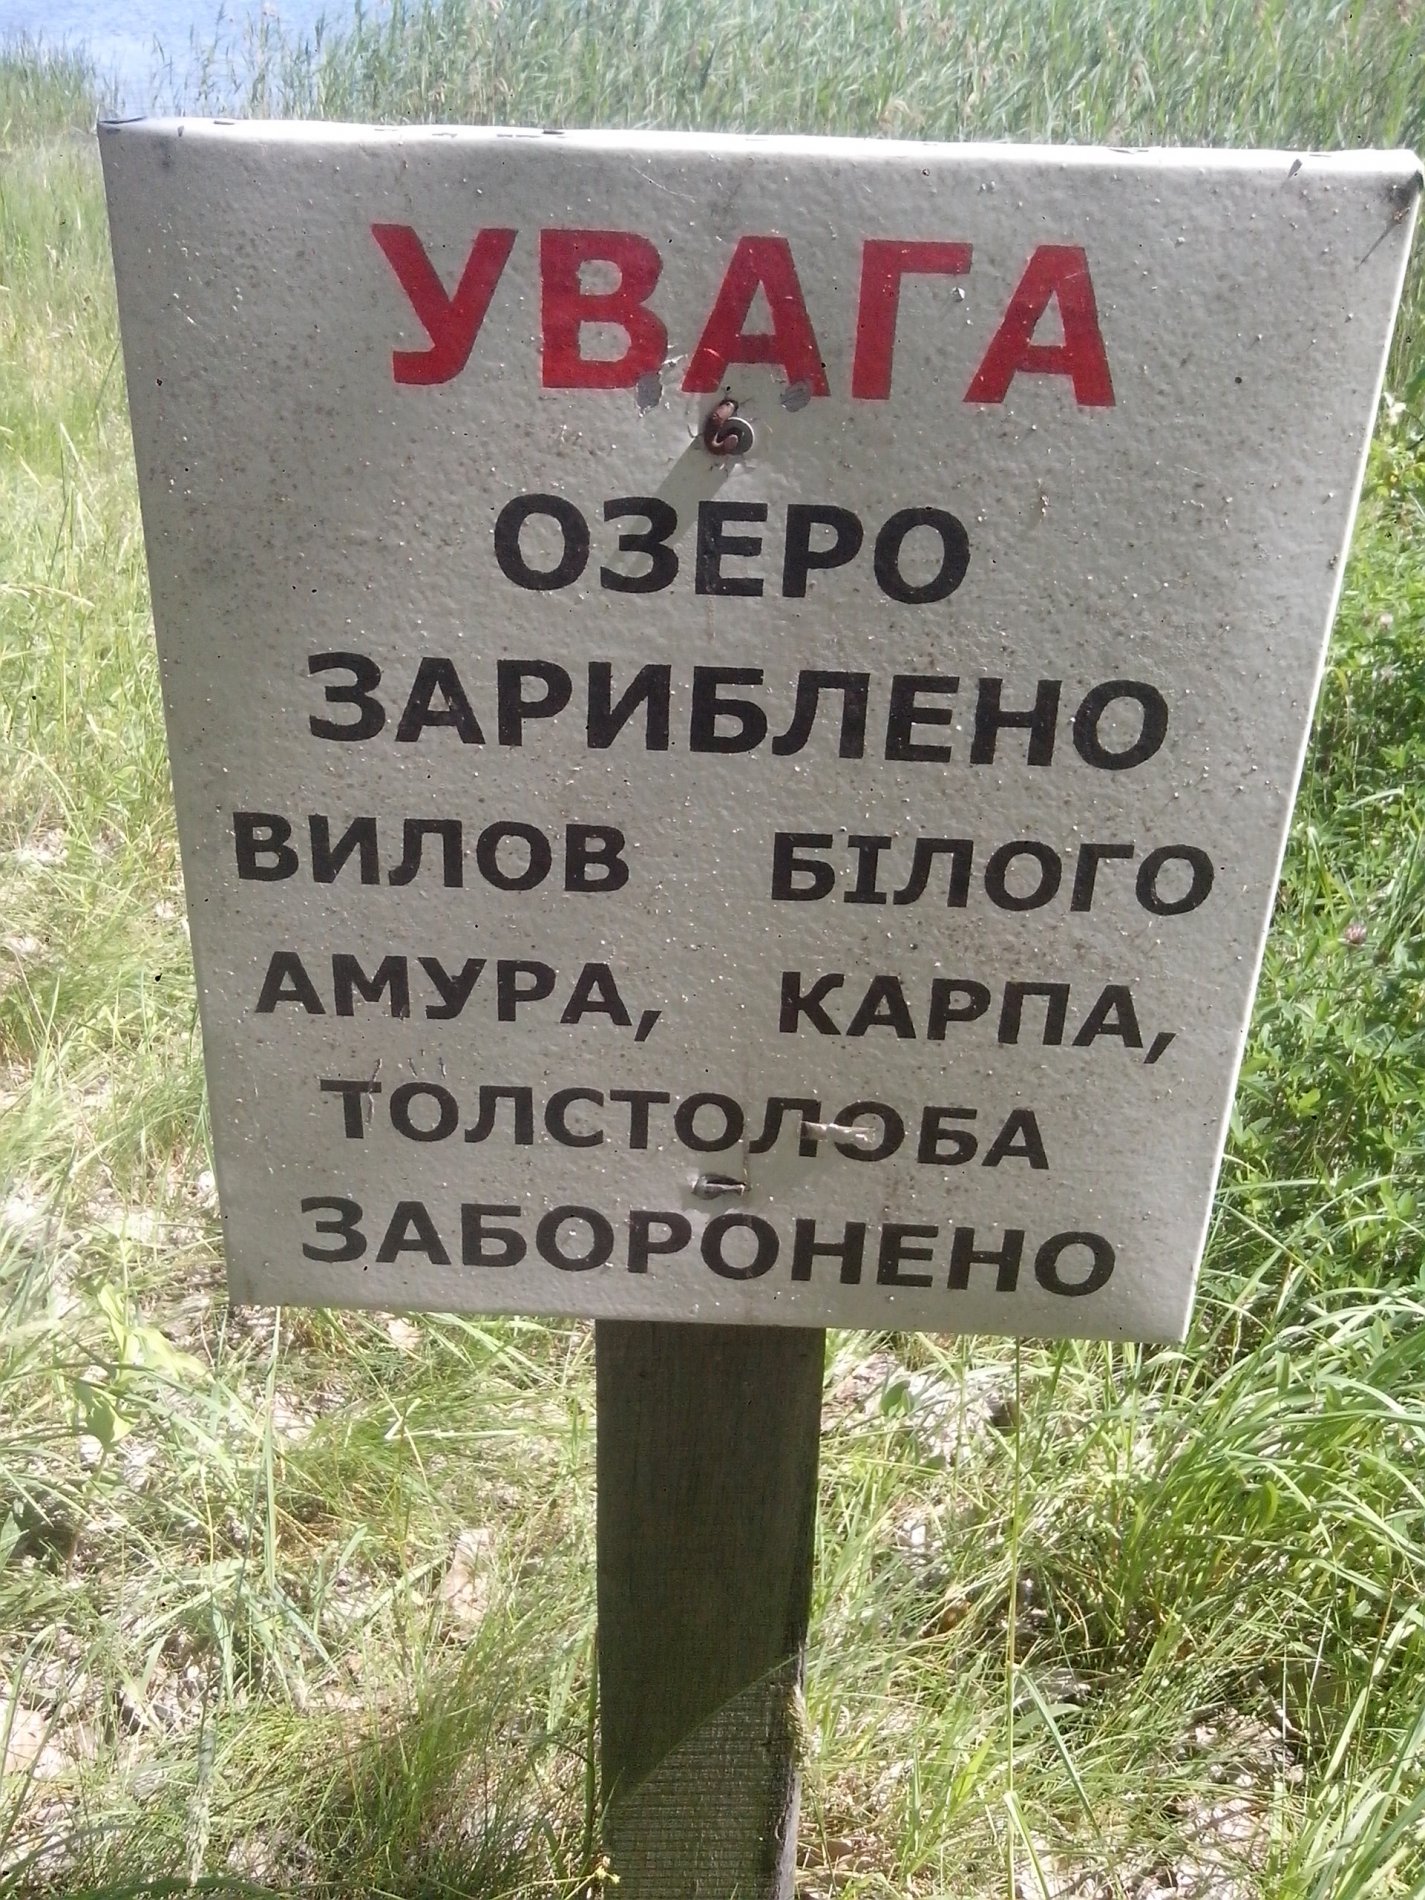 УВАГА
ОЗЕРО
ЗАРИБЛЕНО
ВИЛОВ БІЛОГО
АМУРА, КАРПА,
ТОЛСТОЛОБА
ЗАБОРОНЕНО